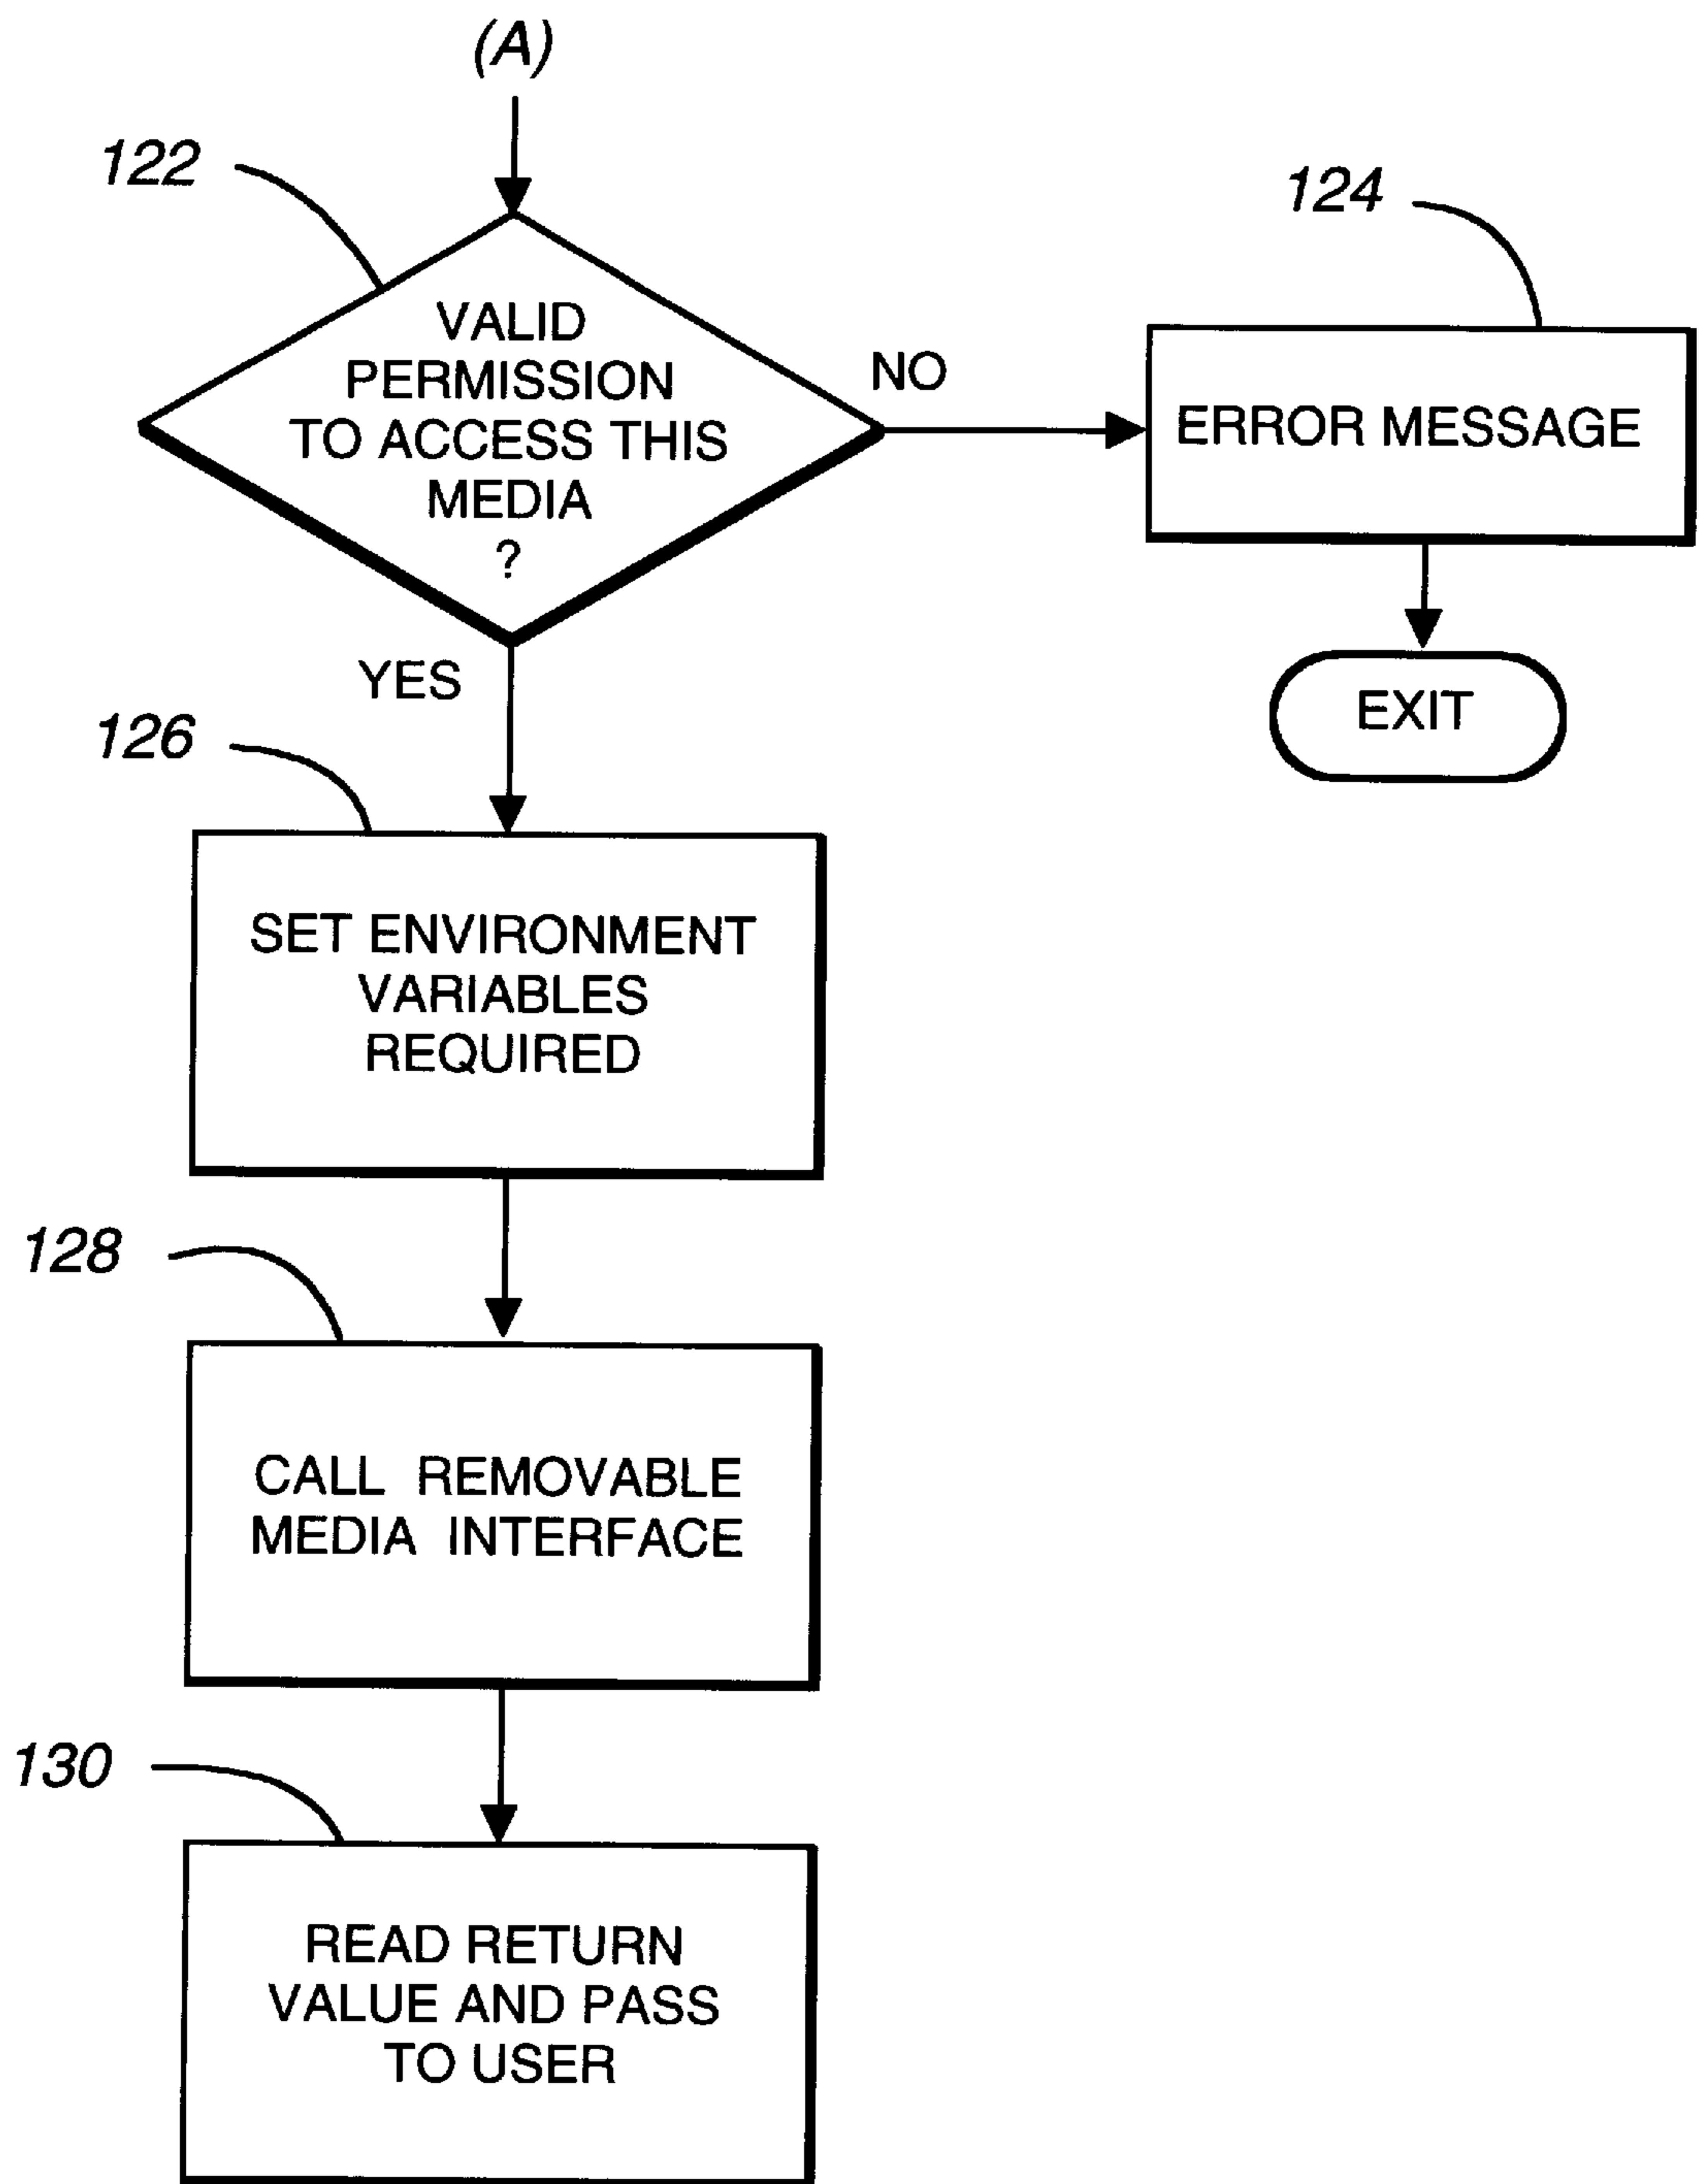 (A)
122
VALID
PERMISSION
TO ACCESS THIS
MEDIA
?
NO
124
ERROR MESSAGE
EXIT
YES
126
SET ENVIRONMENT
VARIABLES
REQUIRED
128
CALL REMOVABLE
MEDIA INTERFACE
130
READ RETURN
VALUE AND PASS
TO USER